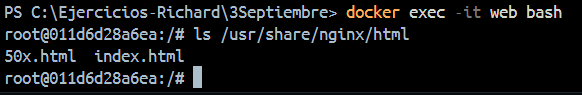 PS C:\Ejercicios-Richard\3Septiembre> docker exec -it web bash
root@011d6d28a6ea:/# ls /usr/share/nginx/html
50x.html  index.html
root@011d6d28a6ea:/#